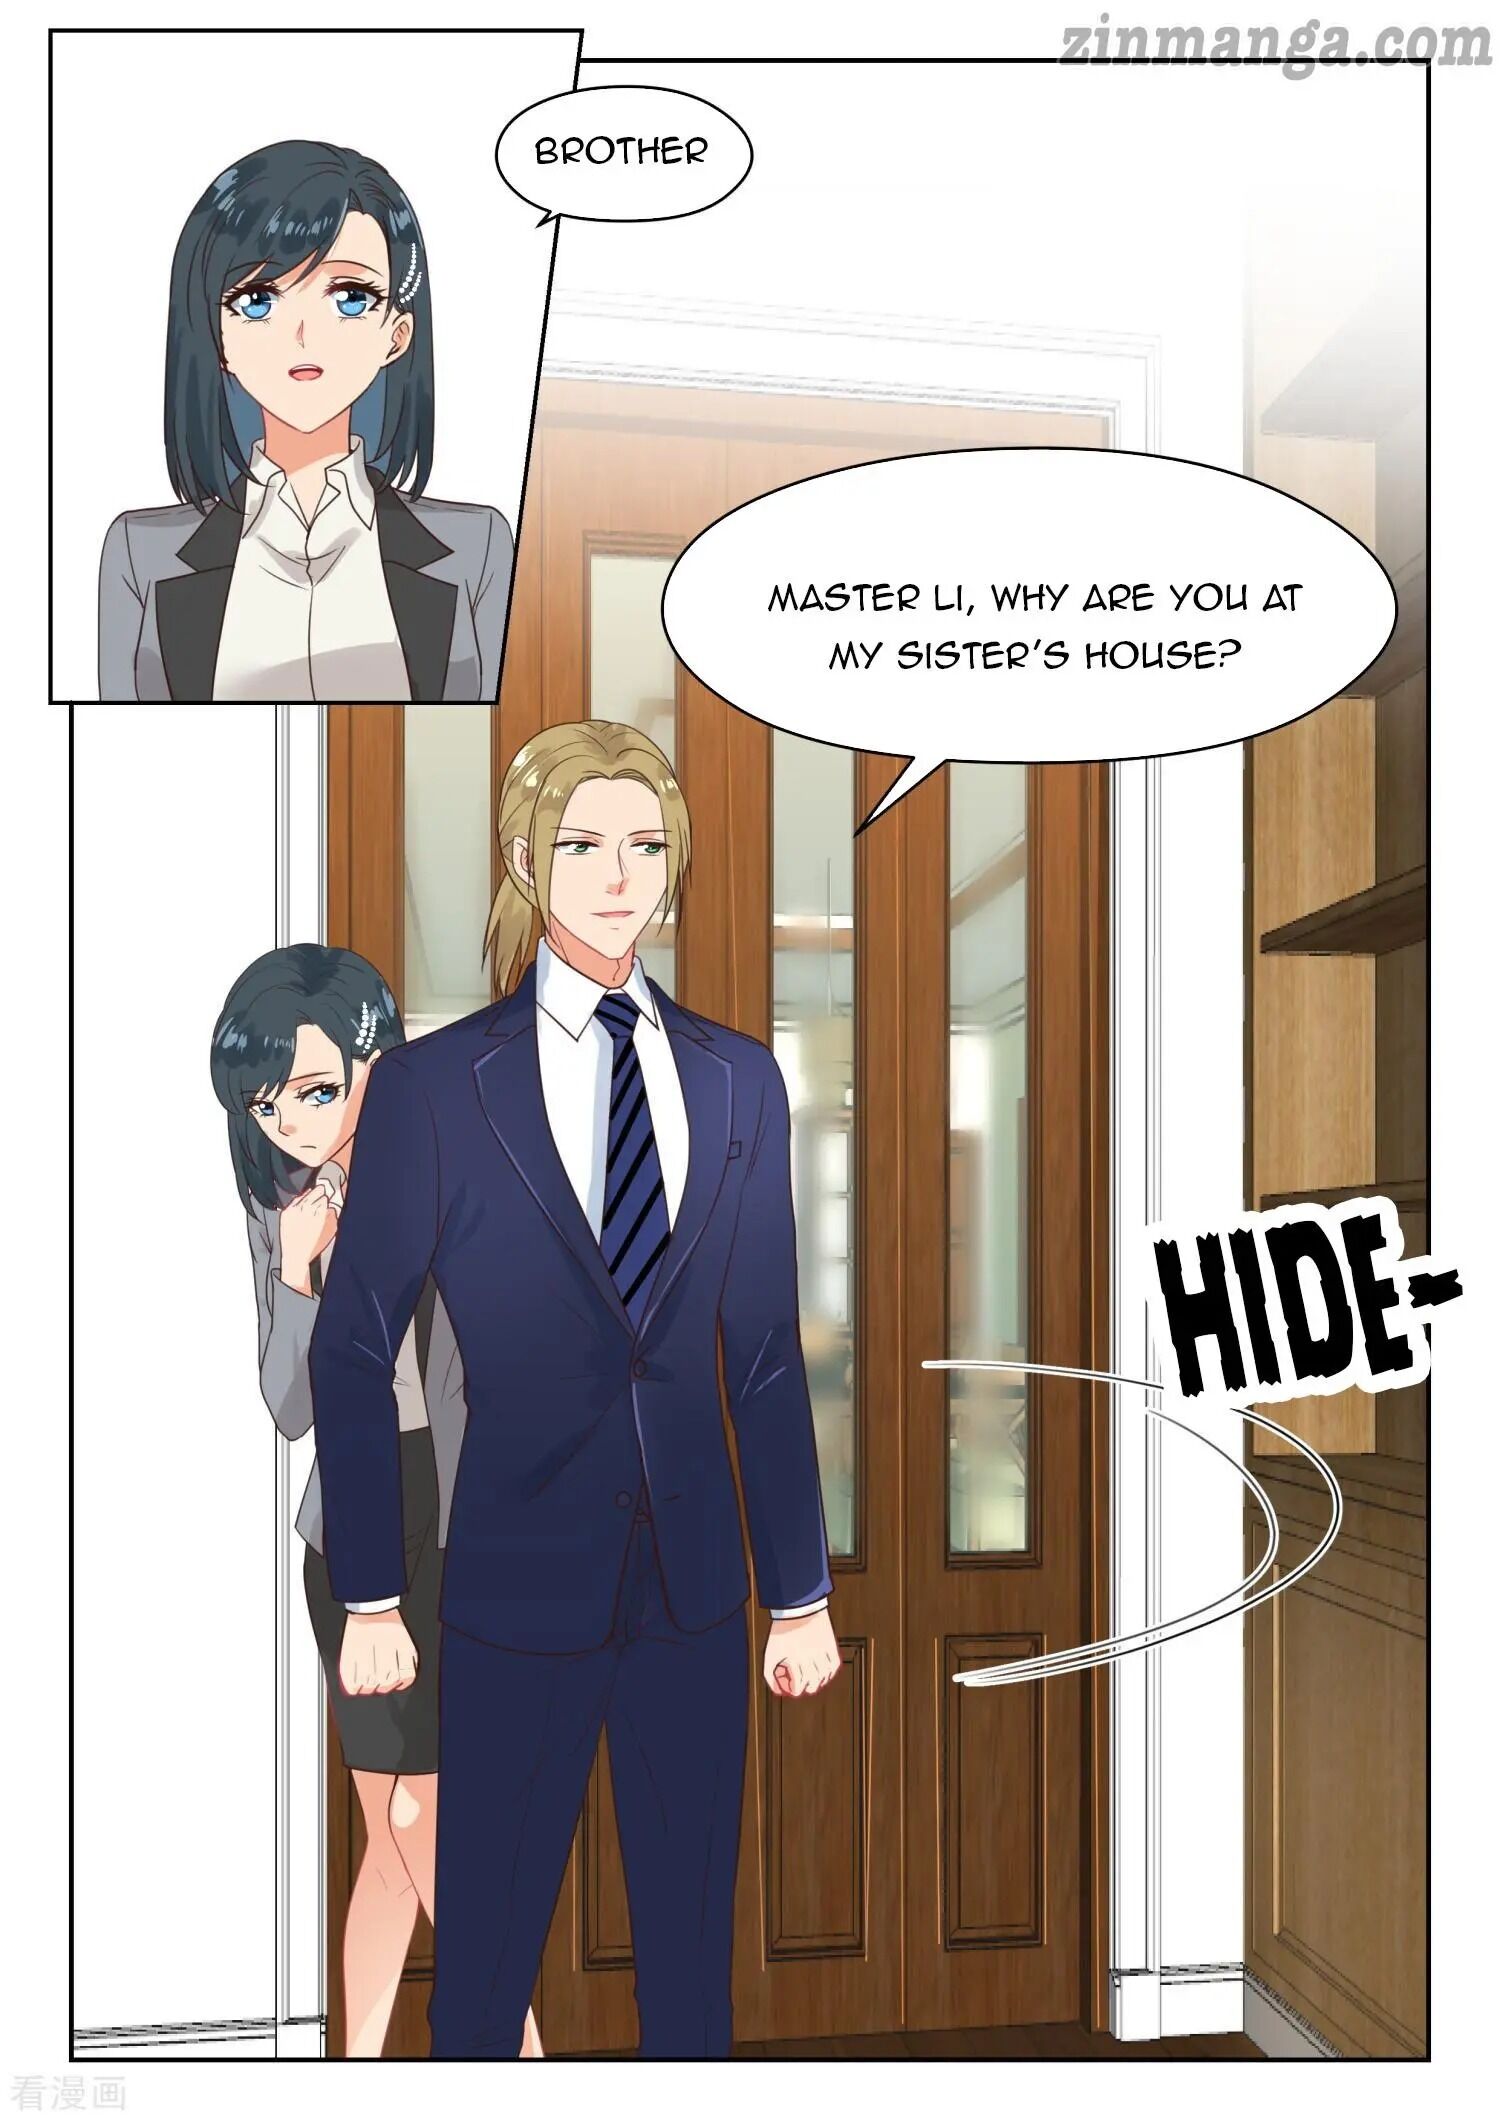 zinmanga.com
BROTHER
MASTER LI, WHY ARE YOU AT
MY SISTER'S HOUSE?
HIDE-
看漫画